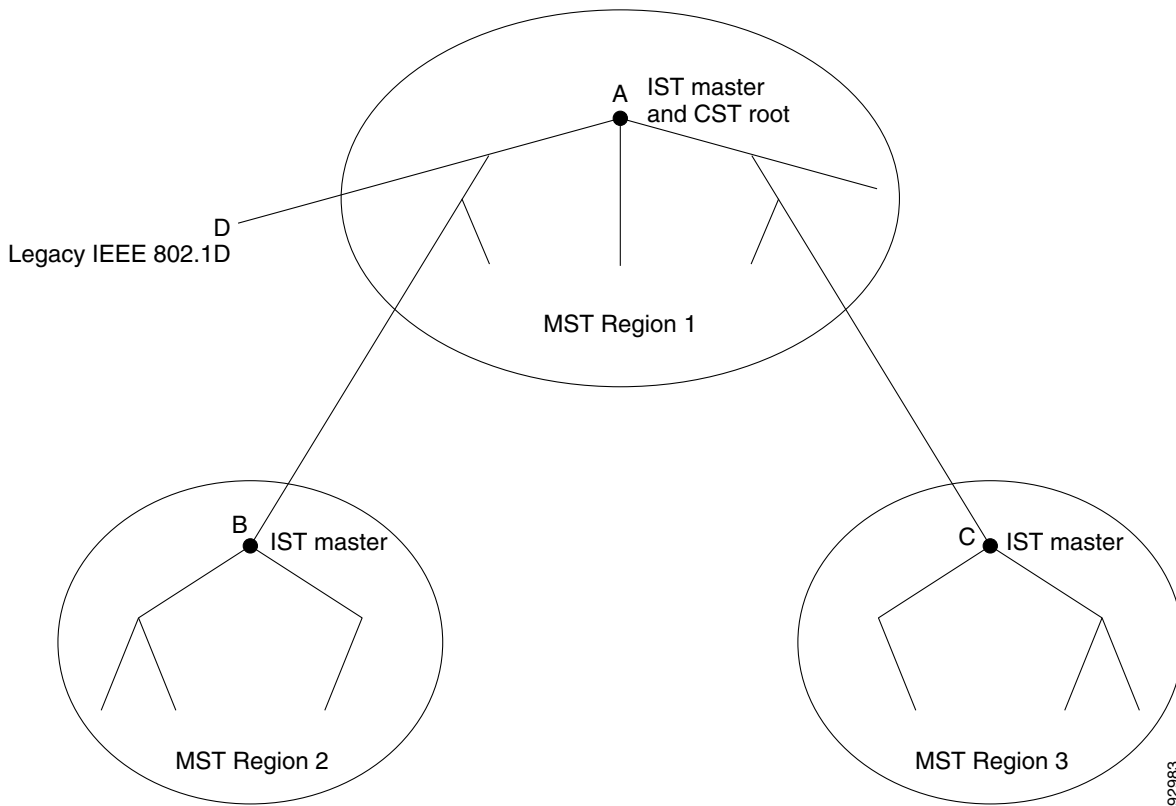 A
IST master
and CST root
D
Legacy IEEE 802.1D
MST Region 1
B
IST master
C
IST master
MST Region 2
MST Region 3
92983